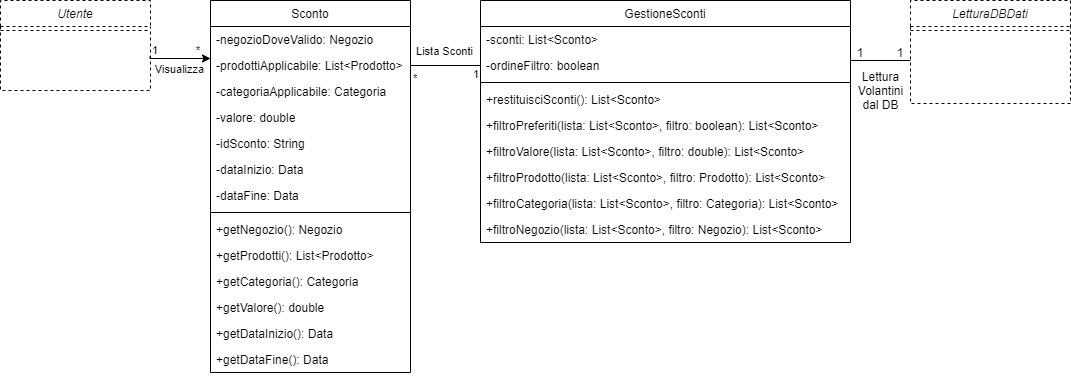 Utente
1
*
Visualizza
Sconto
-negozioDoveValido: Negozio
-prodottiApplicabile: List<Prodotto>
-categoriaApplicabile: Categoria
-valore: double
-idSconto: String
-dataInizio: Data
-dataFine: Data
+getNegozio(): Negozio
+getProdotti(): List<Prodotto>
+getCategoria(): Categoria
+getValore(): double
+getDataInizio(): Data
+getDataFine(): Data
Lista Sconti
*
1
GestioneSconti
-sconti: List<Sconto>
-ordineFiltro: boolean
+restituisciSconti(): List<Sconto>
+filtroPreferiti(lista: List<Sconto>, filtro: boolean): List<Sconto>
+filtroValore(lista: List<Sconto>, filtro: double): List<Sconto>
+filtroProdotto(lista: List<Sconto>, filtro: Prodotto): List<Sconto>
+filtroCategoria(lista: List<Sconto>, filtro: Categoria): List<Sconto>
+filtroNegozio(lista: List<Sconto>, filtro: Negozio): List<Sconto>
1
1
Lettura
Volantini
dal DB
LetturaDBDati